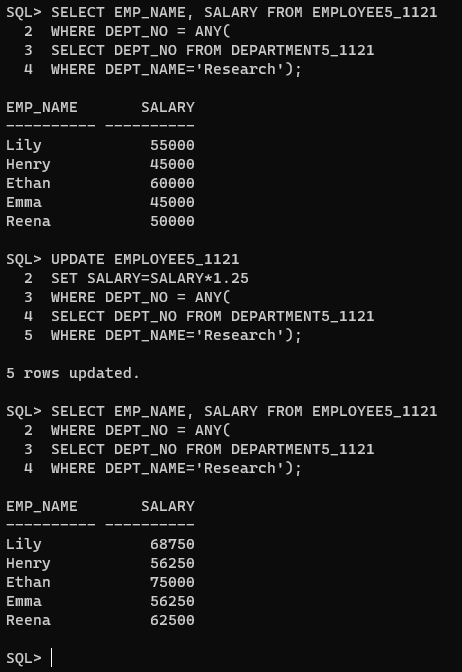 SQL> SELECT EMP_NAME, SALARY FROM EMPLOYEE5_1121
  2  WHERE DEPT_NO = ANY(
  3  SELECT DEPT_NO FROM DEPARTMENT5_1121
  4  WHERE DEPT_NAME='Research');

EMP_NAME       SALARY
---------- ----------
Lily            55000
Henry           45000
Ethan           60000
Emma            45000
Reena           50000

SQL> UPDATE EMPLOYEE5_1121
  2  SET SALARY=SALARY*1.25
  3  WHERE DEPT_NO = ANY(
  4  SELECT DEPT_NO FROM DEPARTMENT5_1121
  5  WHERE DEPT_NAME='Research');

5 rows updated.

SQL> SELECT EMP_NAME, SALARY FROM EMPLOYEE5_1121
  2  WHERE DEPT_NO = ANY(
  3  SELECT DEPT_NO FROM DEPARTMENT5_1121
  4  WHERE DEPT_NAME='Research');

EMP_NAME       SALARY
---------- ----------
Lily            68750
Henry           56250
Ethan           75000
Emma            56250
Reena           62500

SQL>